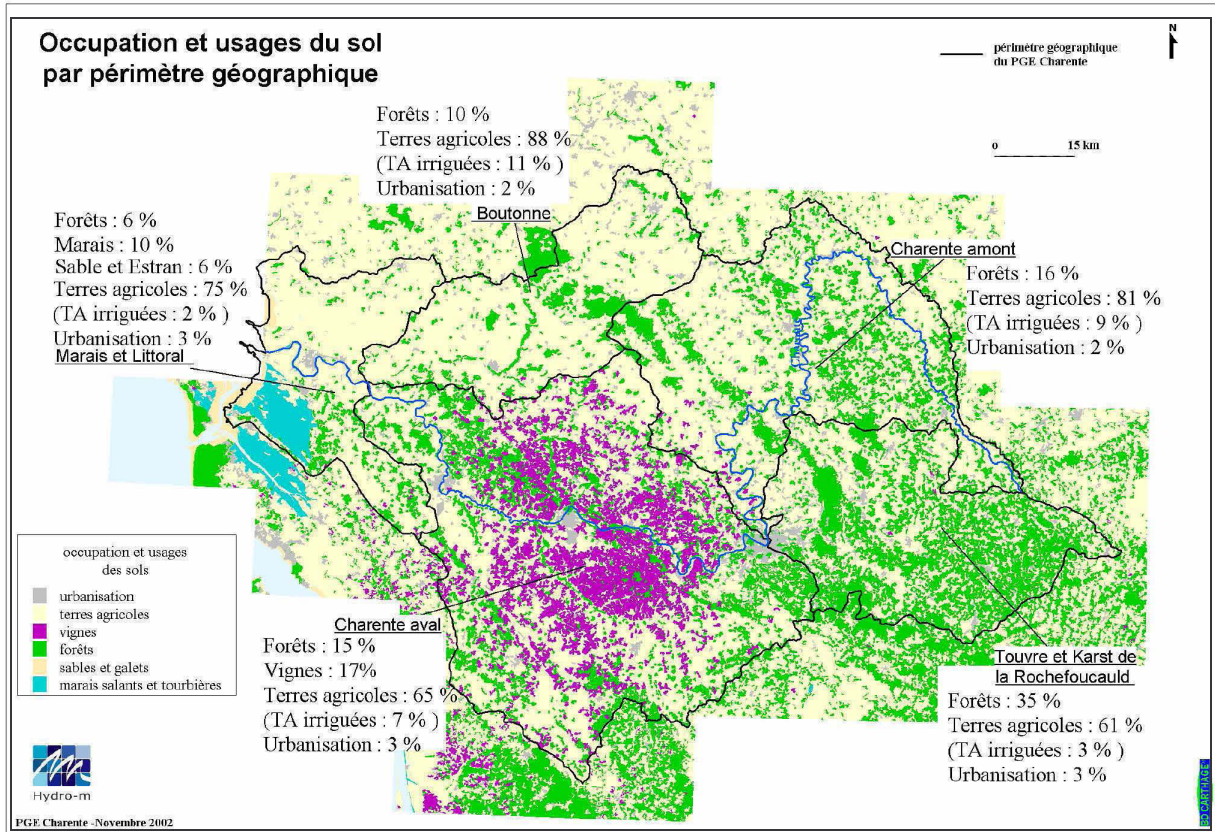 Occupation et usages du sol
par périmètre géographique
périmètre géographique
du PGE Charente
N
o 15 km
Forêts : 10 %
Terres agricoles : 88 %
(TA irriguées : 11 % )
Urbanisation : 2 %
Boutonne
Forêts : 6 %
Marais : 10 %
Sable et Estran : 6 %
Terres agricoles : 75 %
(TA irriguées : 2 % )
Urbanisation : 3 %
Marais et Littoral
Charente amont
Forêts : 16 %
Terres agricoles : 81 %
(TA irriguées : 9 % )
Urbanisation : 2 %
occupation et usages
des sols
urbanisation
terres agricoles
vignes
forêts
sables et galets
marais salants et tourbières
Charente aval
Forêts : 15 %
Vignes : 17%
Terres agricoles : 65 %
(TA irriguées : 7 % )
Urbanisation : 3 %
Touvre et Karst de
la Rochefoucauld
Forêts : 35 %
Terres agricoles : 61 %
(TA irriguées : 3 % )
Urbanisation : 3 %
Hydro-m
PGE Charente -Novembre 2002
BD CARTHAGE